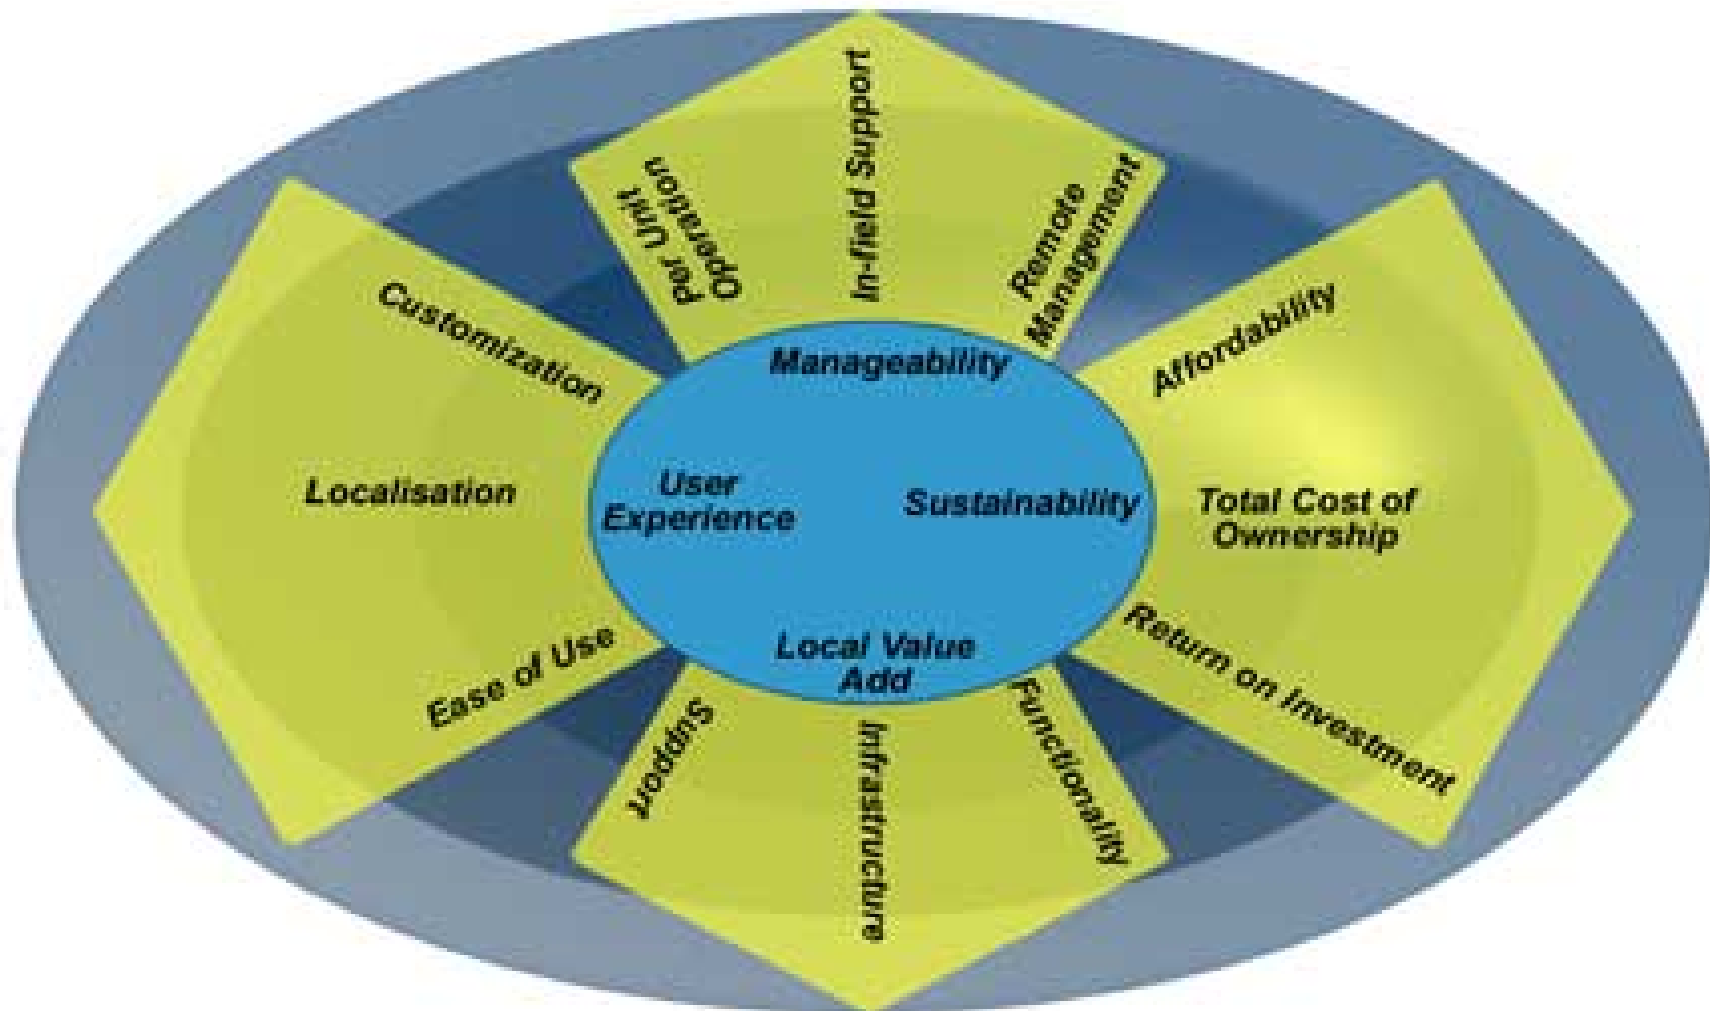 Per Unit
Operation
In-field Support
Remote
Management
Customization
Localisation
Ease of Use
Manageability
User
Experience
Sustainability
Local Value
Add
Affordability
Total Cost of
Ownership
Return on Investment
Support
Infrastructure
Functionality